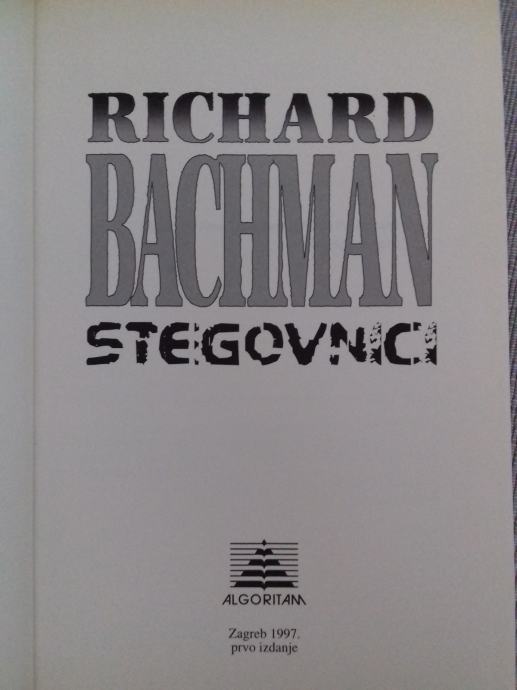 RICHARD
BACHMAN
STEGOVNICI
ALGORITAM
Zagreb 1997.
prvo izdanje